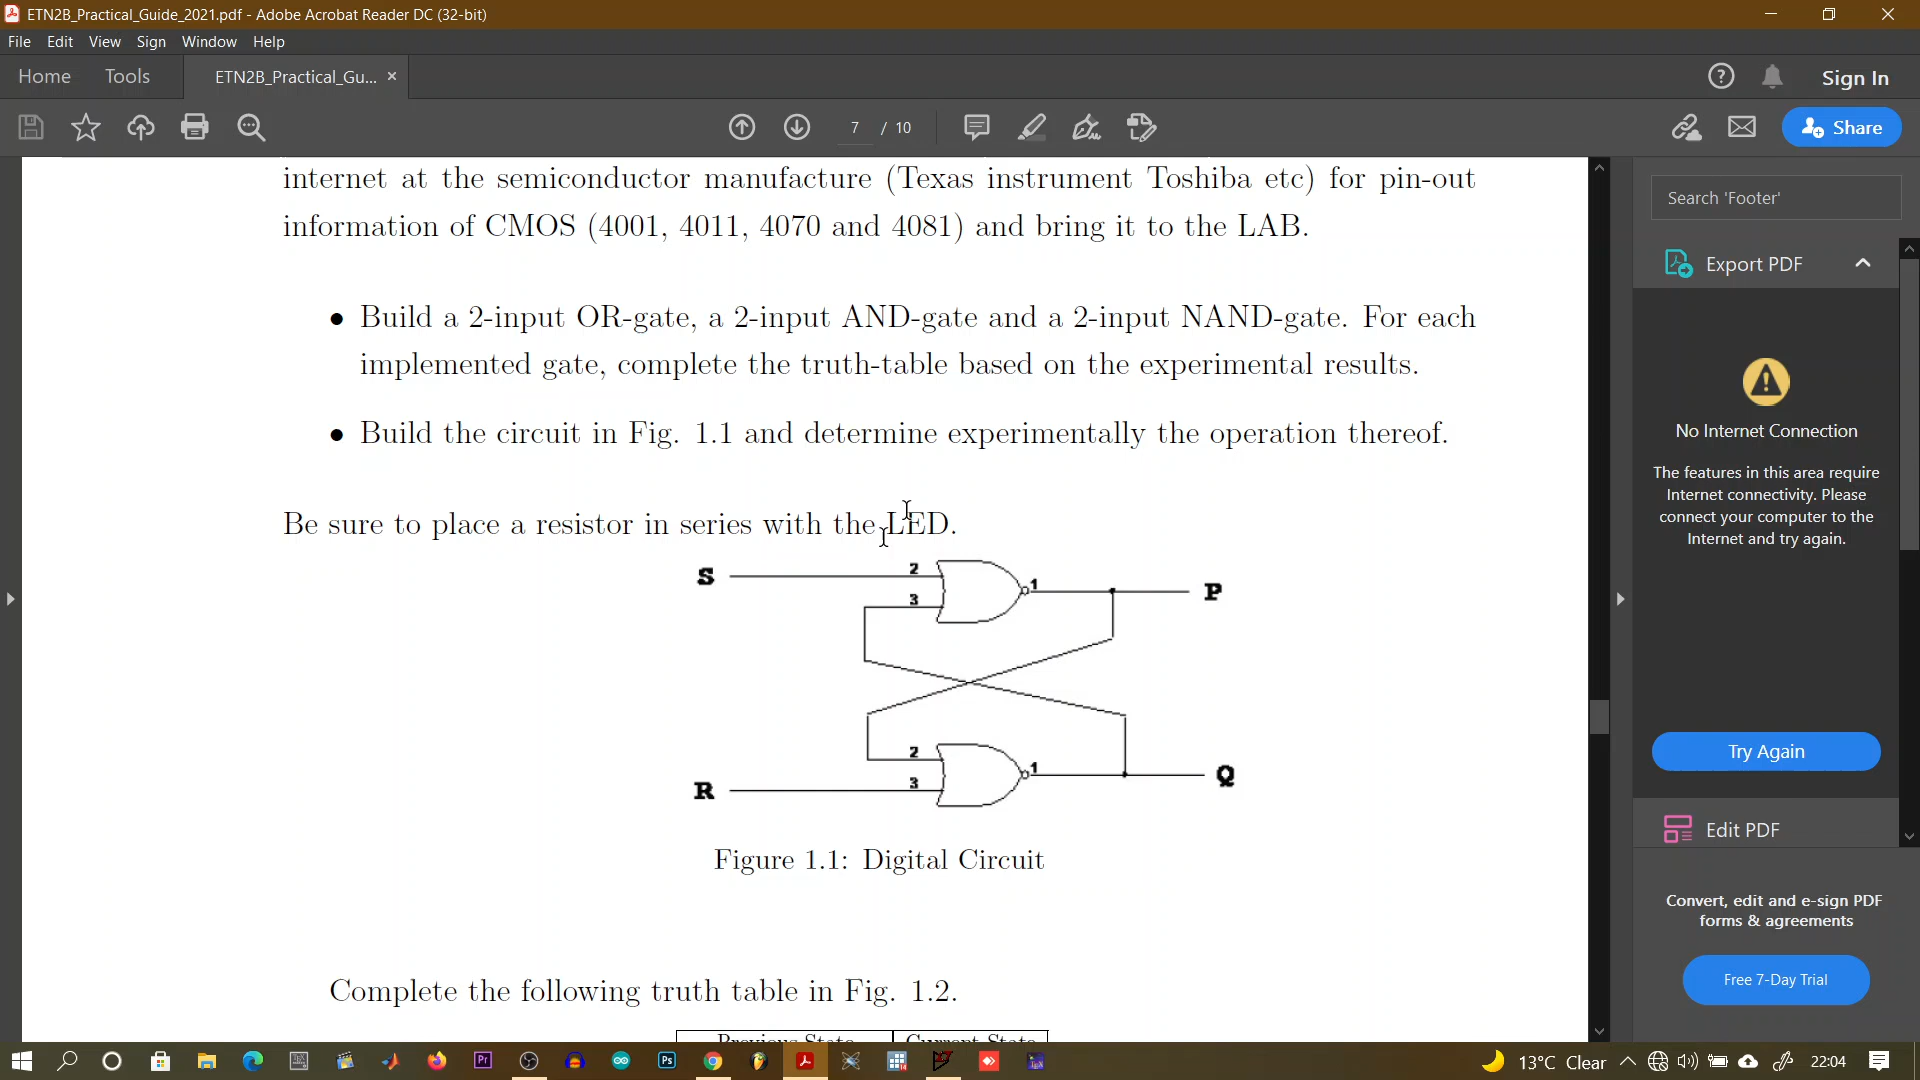 ETN2B_Practical_Guide_2021.pdf - Adobe Acrobat Reader DC (32-bit)
File Edit View Sign Window Help
Home Tools ETN2B_Practical_Gu... × Sign In
7 / 10 Share
internet at the semiconductor manufacture (Texas instrument Toshiba etc) for pin-out
information of CMOS (4001, 4011, 4070 and 4081) and bring it to the LAB.
• Build a 2-input OR-gate, a 2-input AND-gate and a 2-input NAND-gate. For each
implemented gate, complete the truth-table based on the experimental results.
• Build the circuit in Fig. 1.1 and determine experimentally the operation thereof.
Be sure to place a resistor in series with the LED.
S 2 1 P
3
2 1 Q
R 3
Figure 1.1: Digital Circuit
Complete the following truth table in Fig. 1.2.
Previous State Current State
Search 'Footer'
Export PDF
No Internet Connection
The features in this area require
Internet connectivity. Please
connect your computer to the
Internet and try again.
Try Again
Edit PDF
Convert, edit and e-sign PDF
forms & agreements
Free 7-Day Trial
13°C Clear 22:04